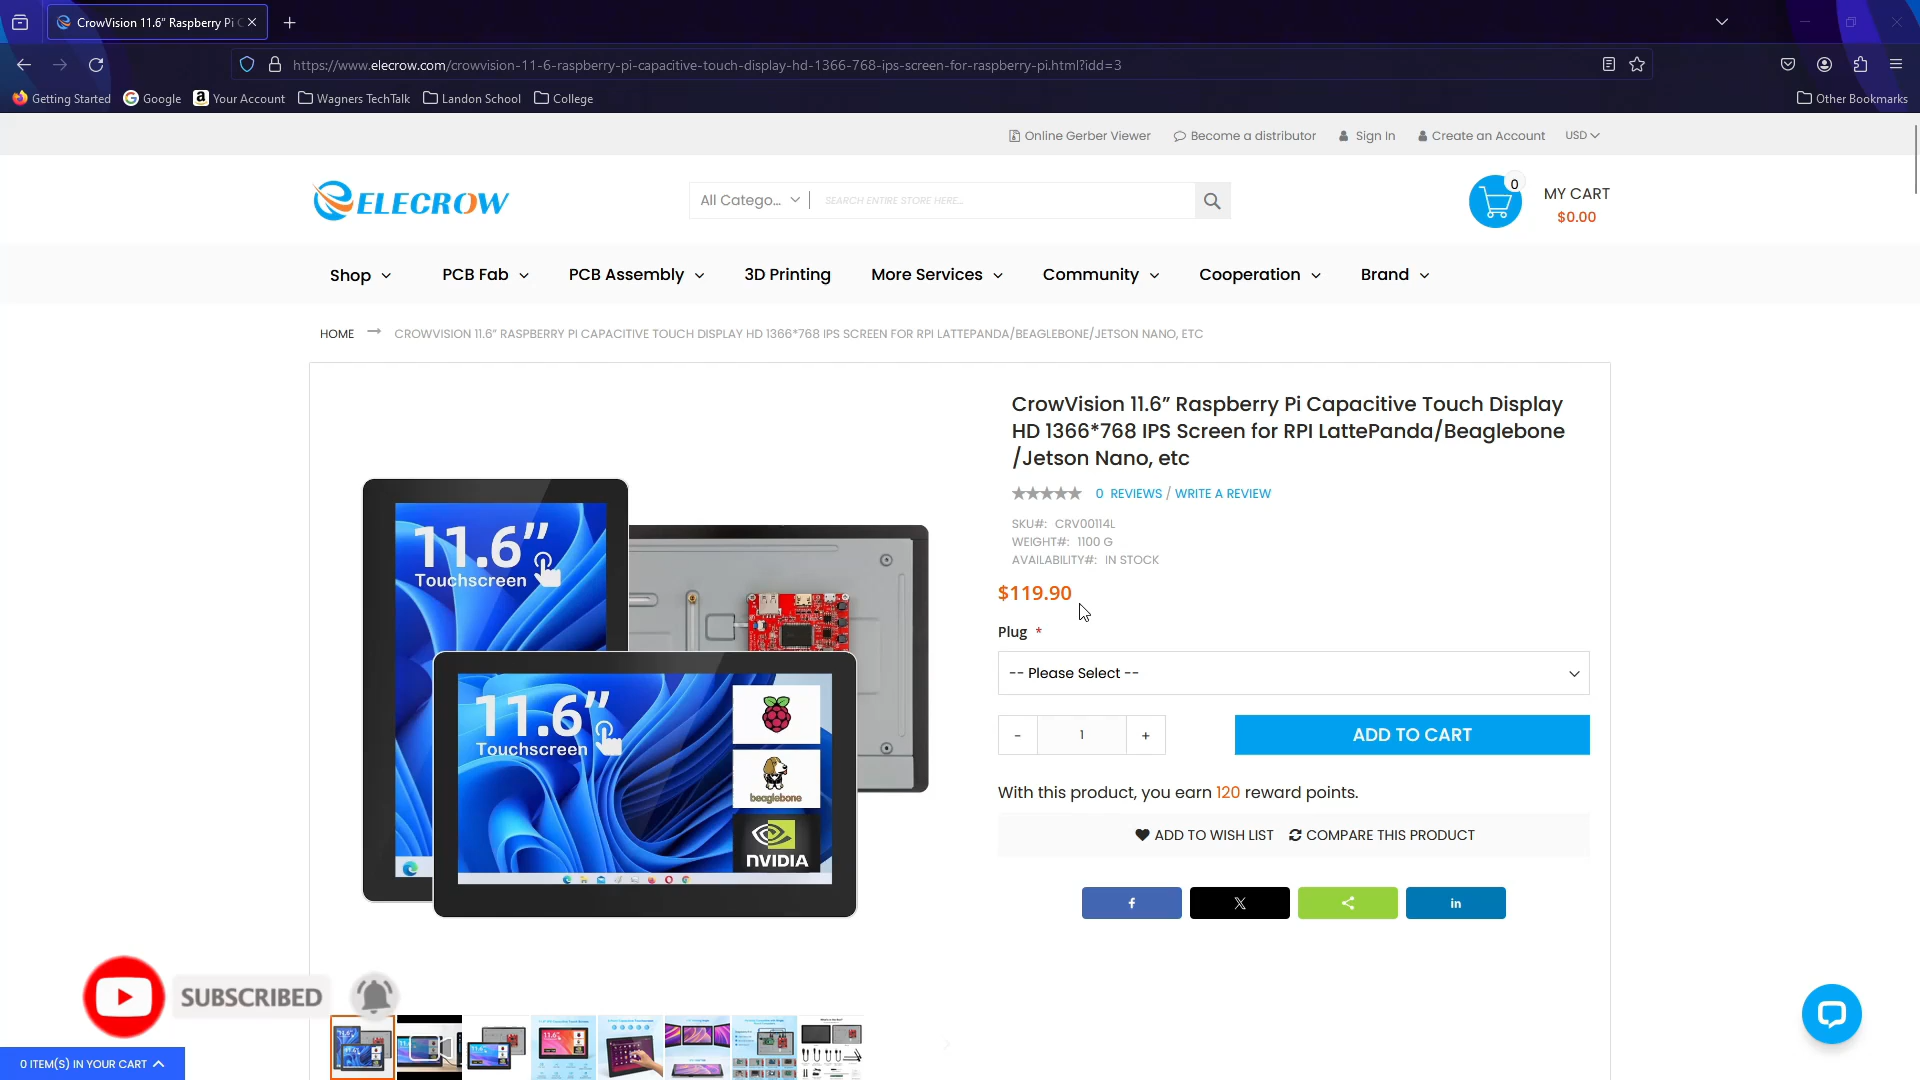 CrowVision 11.6” Raspberry Pi C
https://www.elecrow.com/crowvision-11-6-raspberry-pi-capacitive-touch-display-hd-1366-768-ips-screen-for-raspberry-pi.html?idd=3
Getting Started
Google
Your Account
Wagners TechTalk
Landon School
College
Other Bookmarks
Online Gerber Viewer
Become a distributor
Sign In
Create an Account
USD
ELECROW
All Catego...
SEARCH ENTIRE STORE HERE...
0
MY CART
$0.00
Shop
PCB Fab
PCB Assembly
3D Printing
More Services
Community
Cooperation
Brand
HOME
CROWVISION 11.6” RASPBERRY PI CAPACITIVE TOUCH DISPLAY HD 1366*768 IPS SCREEN FOR RPI LATTEPANDA/BEAGLEBONE/JETSON NANO, ETC
11.6”
Touchscreen
11.6”
Touchscreen
beaglebone
NVIDIA
CrowVision 11.6” Raspberry Pi Capacitive Touch Display
HD 1366*768 IPS Screen for RPI LattePanda/Beaglebone
/Jetson Nano, etc
0 REVIEWS / WRITE A REVIEW
SKU#: CRV00114L
WEIGHT#: 1100 G
AVAILABILITY#: IN STOCK
$119.90
Plug *
-- Please Select --
- 1 +
ADD TO CART
With this product, you earn 120 reward points.
ADD TO WISH LIST
COMPARE THIS PRODUCT
f
X
in
SUBSCRIBED
0 ITEM(S) IN YOUR CART